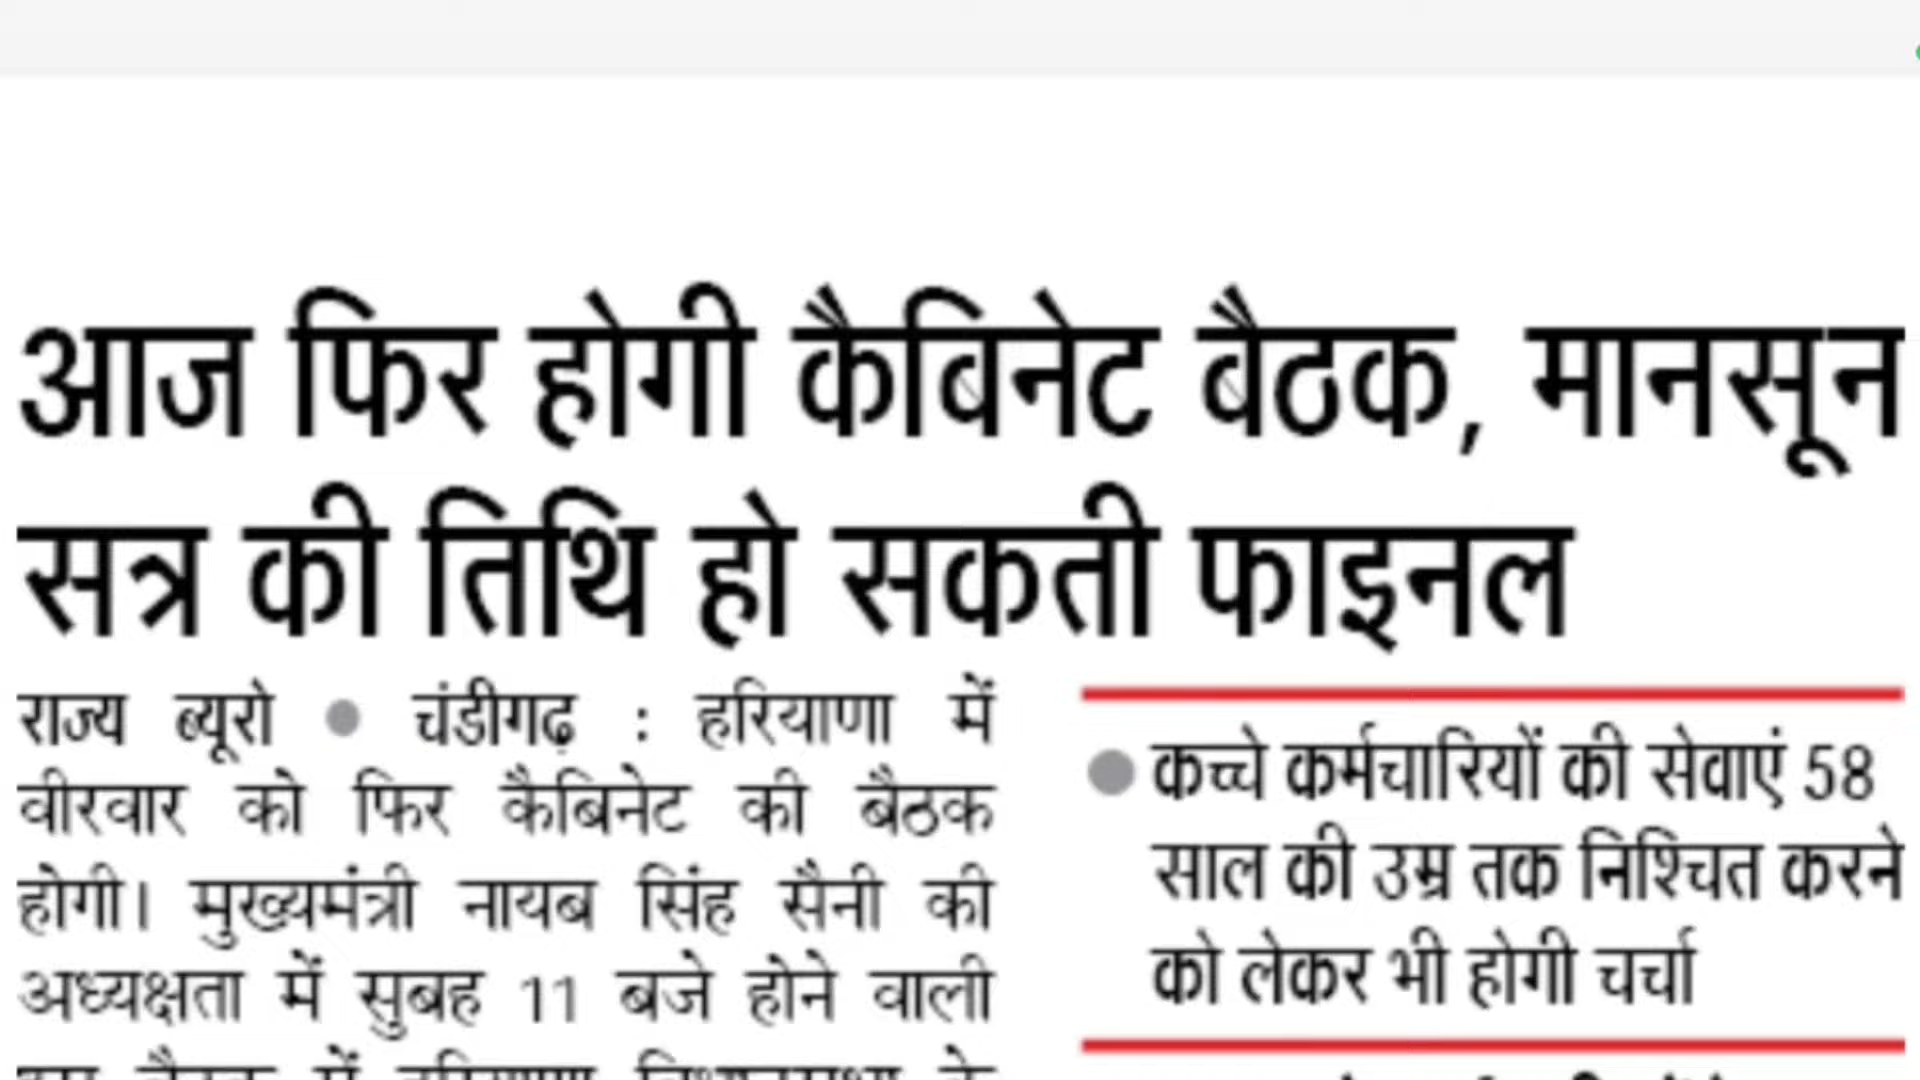 आज फिर होगी कैबिनेट बैठक, मानसून
सत्र की तिथि हो सकती फाइनल
राज्य ब्यूरो ● चंडीगढ़ : हरियाणा में
वीरवार को फिर कैबिनेट की बैठक
होगी। मुख्यमंत्री नायब सिंह सैनी की
अध्यक्षता में सुबह 11 बजे होने वाली
● कच्चे कर्मचारियों की सेवाएं 58
साल की उम्र तक निश्चित करने
को लेकर भी होगी चर्चा